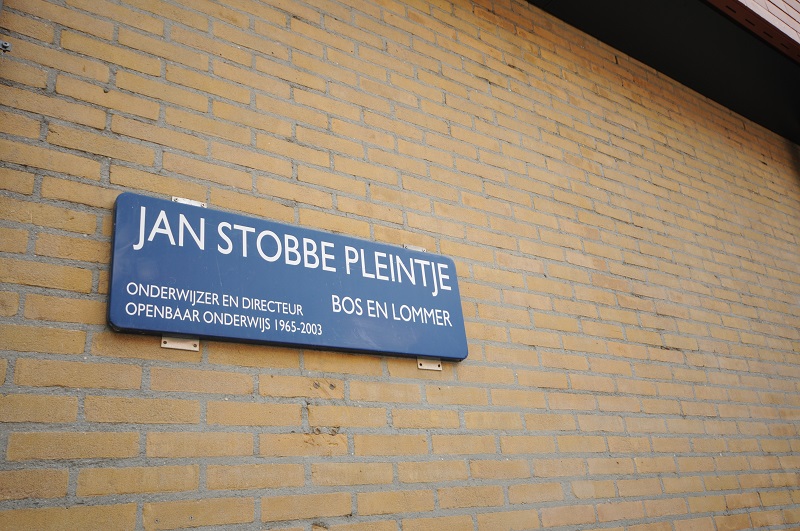 JAN STOBBE PLEINTJE
ONDERWIJZER EN DIRECTEUR
OPENBAAR ONDERWIJS 1965-2003
BOS EN LOMMER